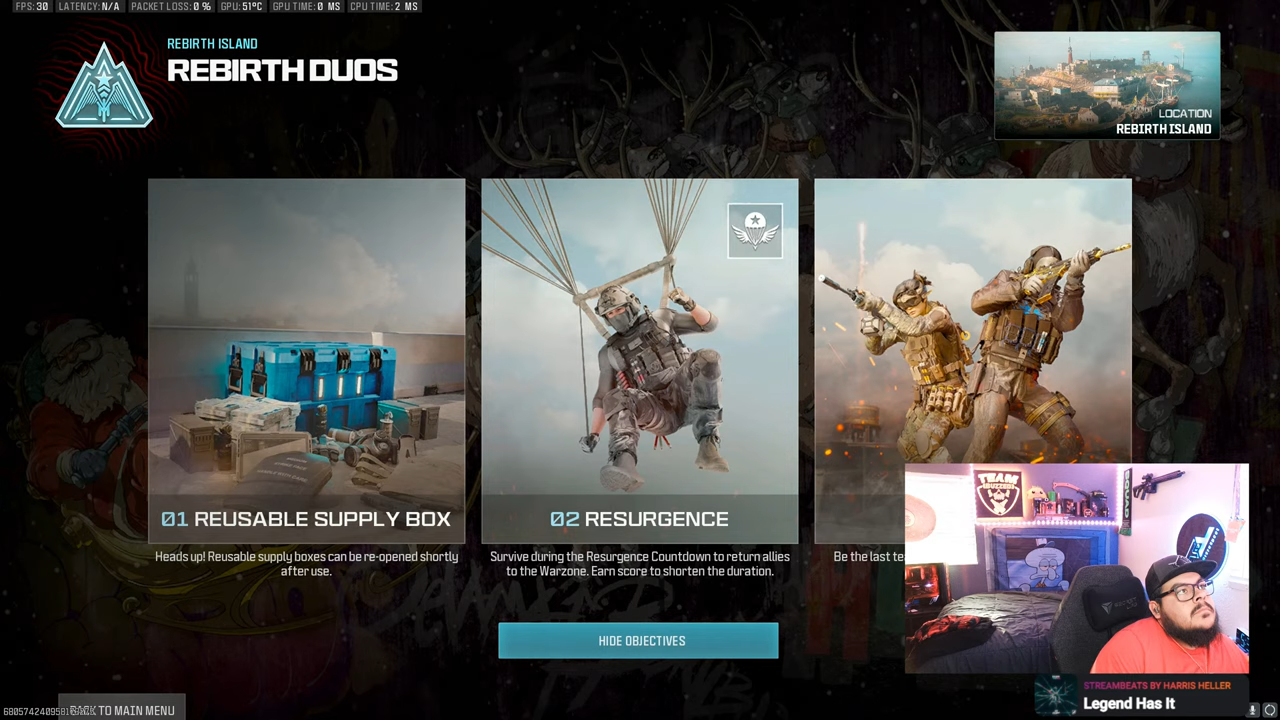 FPS: 30 LATENCY: N/A PACKET LOSS: 0 % GPU: 51ºC GPU TIME: 0 MS CPU TIME: 2 MS
REBIRTH ISLAND
REBIRTH DUOS
LOCATION
REBIRTH ISLAND
01 REUSABLE SUPPLY BOX
Heads up! Reusable supply boxes can be re-opened shortly
after use.
02 RESURGENCE
Survive during the Resurgence Countdown to return allies
to the Warzone. Earn score to shorten the duration.
Be the last
TEAM
HIDE OBJECTIVES
STREAMBEATS BY HARRIS HELLER
Legend Has It
TO MAIN MENU